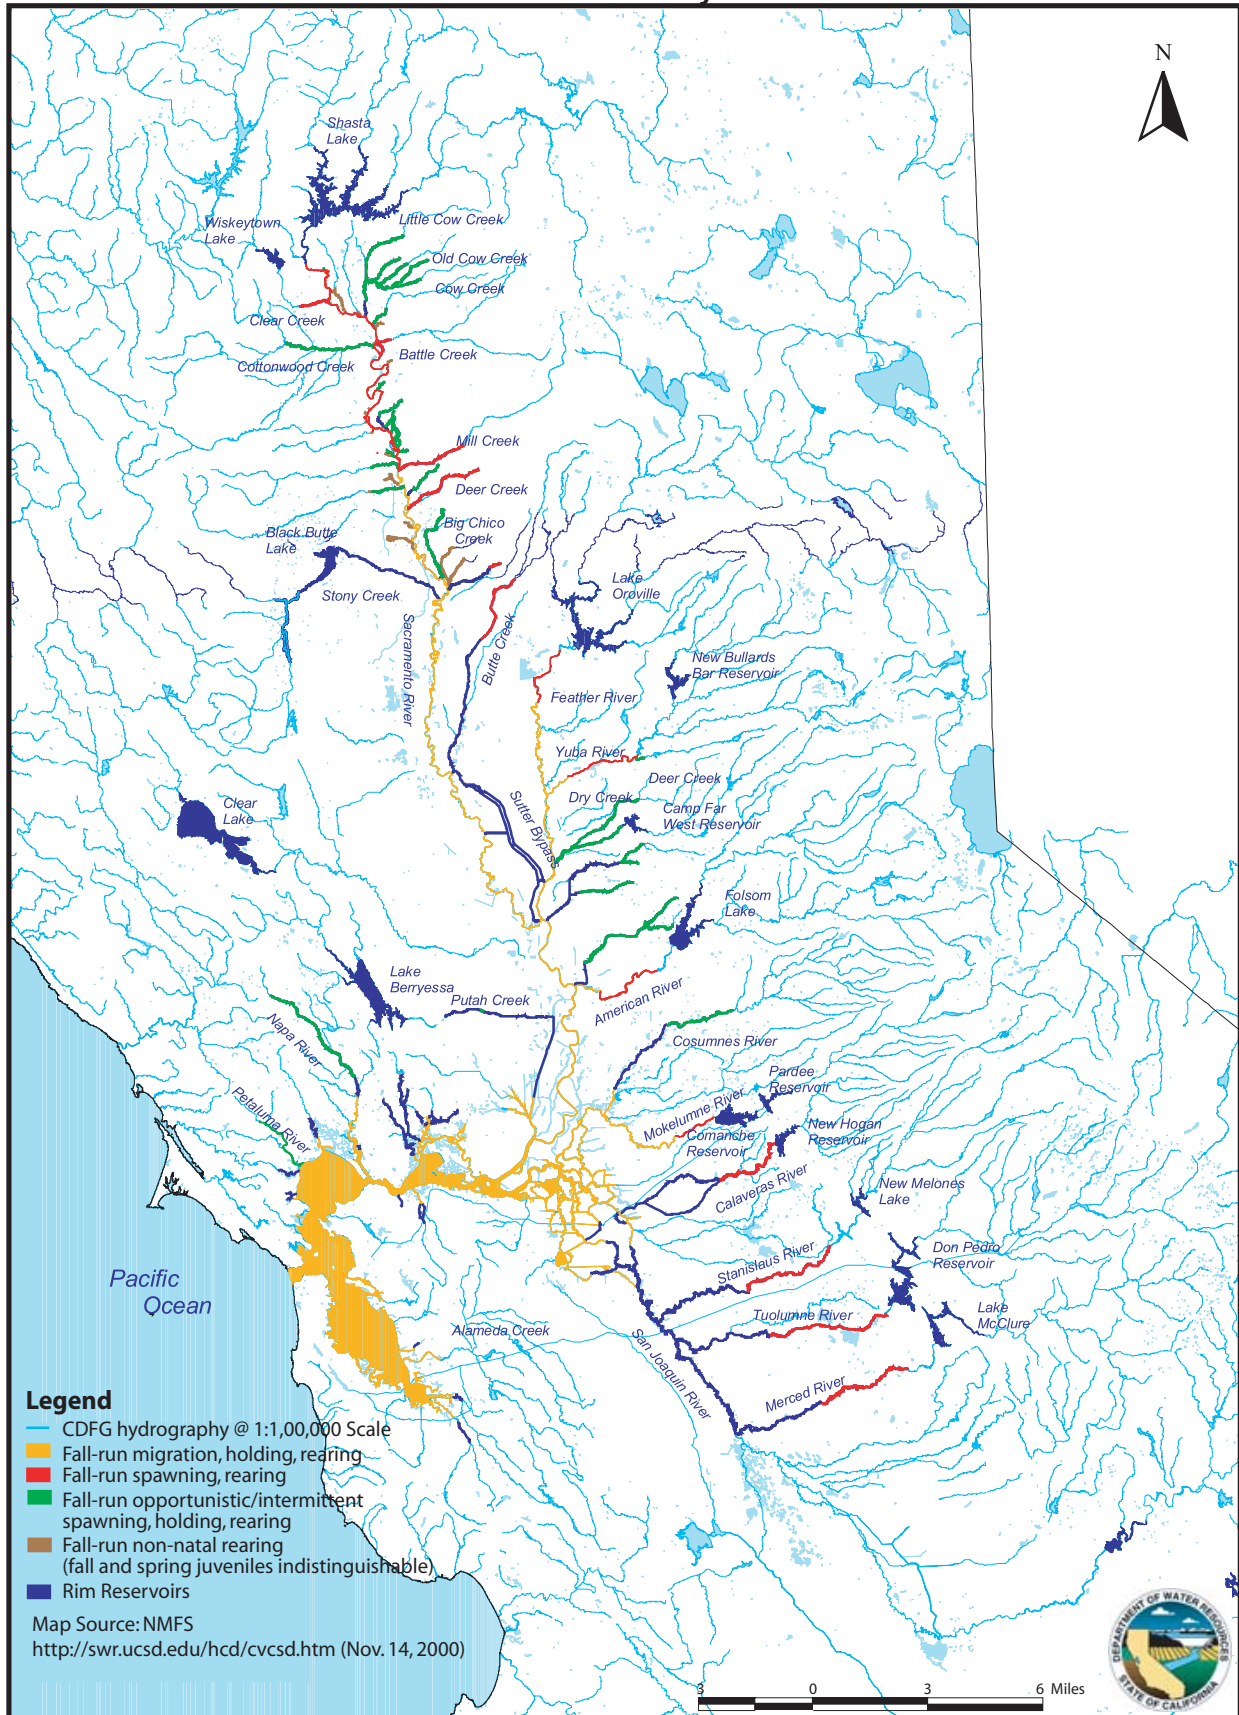 N
Shasta
Lake
Wiskeytown
Lake
Little Cow Creek
Old Cow Creek
Cow Creek
Clear Creek
Battle Creek
Cottonwood Creek
Mill Creek
Deer Creek
Big Chico
Creek
Black Butte
Lake
Stony Creek
Lake
Oroville
Sacramento River
Butte Creek
New Bullards
Bar Reservoir
Feather River
Yuba River
Deer Creek
Dry Creek
Camp Far
West Reservoir
Sutter Bypass
Clear
Lake
Folsom
Lake
Lake
Berryessa
Putah Creek
American River
Napa River
Cosumnes River
Petaluma River
Pardee
Reservoir
Mokelumne River
Comanche
Reservoir
New Hogan
Reservoir
Calaveras River
New Melones
Lake
Stanislaus River
Don Pedro
Reservoir
Pacific
Ocean
Tuolumne River
Lake
McClure
Alameda Creek
San Joaquin River
Merced River
Legend
CDFG hydrography @ 1:1,00,000 Scale
Fall-run migration, holding, rearing
Fall-run spawning, rearing
Fall-run opportunistic/intermittent
spawning, holding, rearing
Fall-run non-natal rearing
(fall and spring juveniles indistinguishable)
Rim Reservoirs
Map Source: NMFS
http://swr.ucsd.edu/hcd/cvcsd.htm (Nov. 14, 2000)
3 0 3 6 Miles
DEPARTMENT OF WATER RESOURCES
STATE OF CALIFORNIA